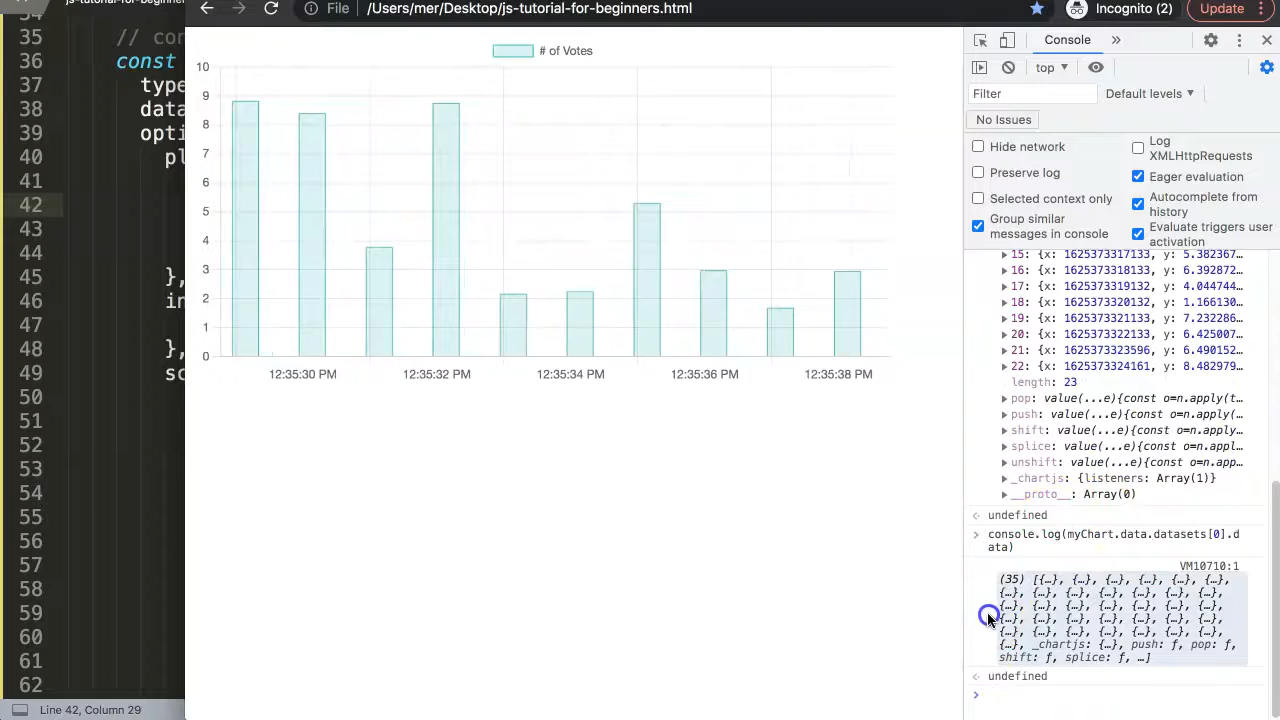 js-tutorial-for-beginners
File /Users/mer/Desktop/js-tutorial-for-beginners.html
Incognito (2)
Update
35 // con
36 const
37 type
38 data
39 opti
40 pl
41
42
43
44
45 },
46 in
47
48 },
49 sc
50
51
52
53
54
55
56
57
58
59
60
61
62
Line 42, Column 29
# of Votes
10
9
8
7
6
5
4
3
2
1
0
12:35:30 PM 12:35:32 PM 12:35:34 PM 12:35:36 PM 12:35:38 PM
Console
top
Filter
Default levels
No Issues
Hide network
Log
XMLHttpRequests
Preserve log
Eager evaluation
Selected context only
Autocomplete from
history
Group similar
messages in console
Evaluate triggers user
activation
15: {x: 1625373317133, y: 5.382367…
16: {x: 1625373318133, y: 6.392872…
17: {x: 1625373319132, y: 4.044744…
18: {x: 1625373320132, y: 1.166130…
19: {x: 1625373321133, y: 7.232286…
20: {x: 1625373322133, y: 6.425007…
21: {x: 1625373323596, y: 6.490152…
22: {x: 1625373324161, y: 8.482979…
length: 23
pop: value(...e){const o=n.apply(t…
push: value(...e){const o=n.apply(…
shift: value(...e){const o=n.apply…
splice: value(...e){const o=n.appl…
unshift: value(...e){const o=n.app…
_chartjs: {listeners: Array(1)}
__proto__: Array(0)
undefined
console.log(myChart.data.datasets[0].d
ata)
VM10710:1
(35) [{…}, {…}, {…}, {…}, {…}, {…},
{…}, {…}, {…}, {…}, {…}, {…}, {…},
{…}, {…}, {…}, {…}, {…}, {…}, {…},
{…}, {…}, {…}, {…}, {…}, {…}, {…},
{…}, {…}, {…}, {…}, {…}, {…}, {…},
{…}, _chartjs: {…}, push: ƒ, pop: ƒ,
shift: ƒ, splice: ƒ, …]
undefined